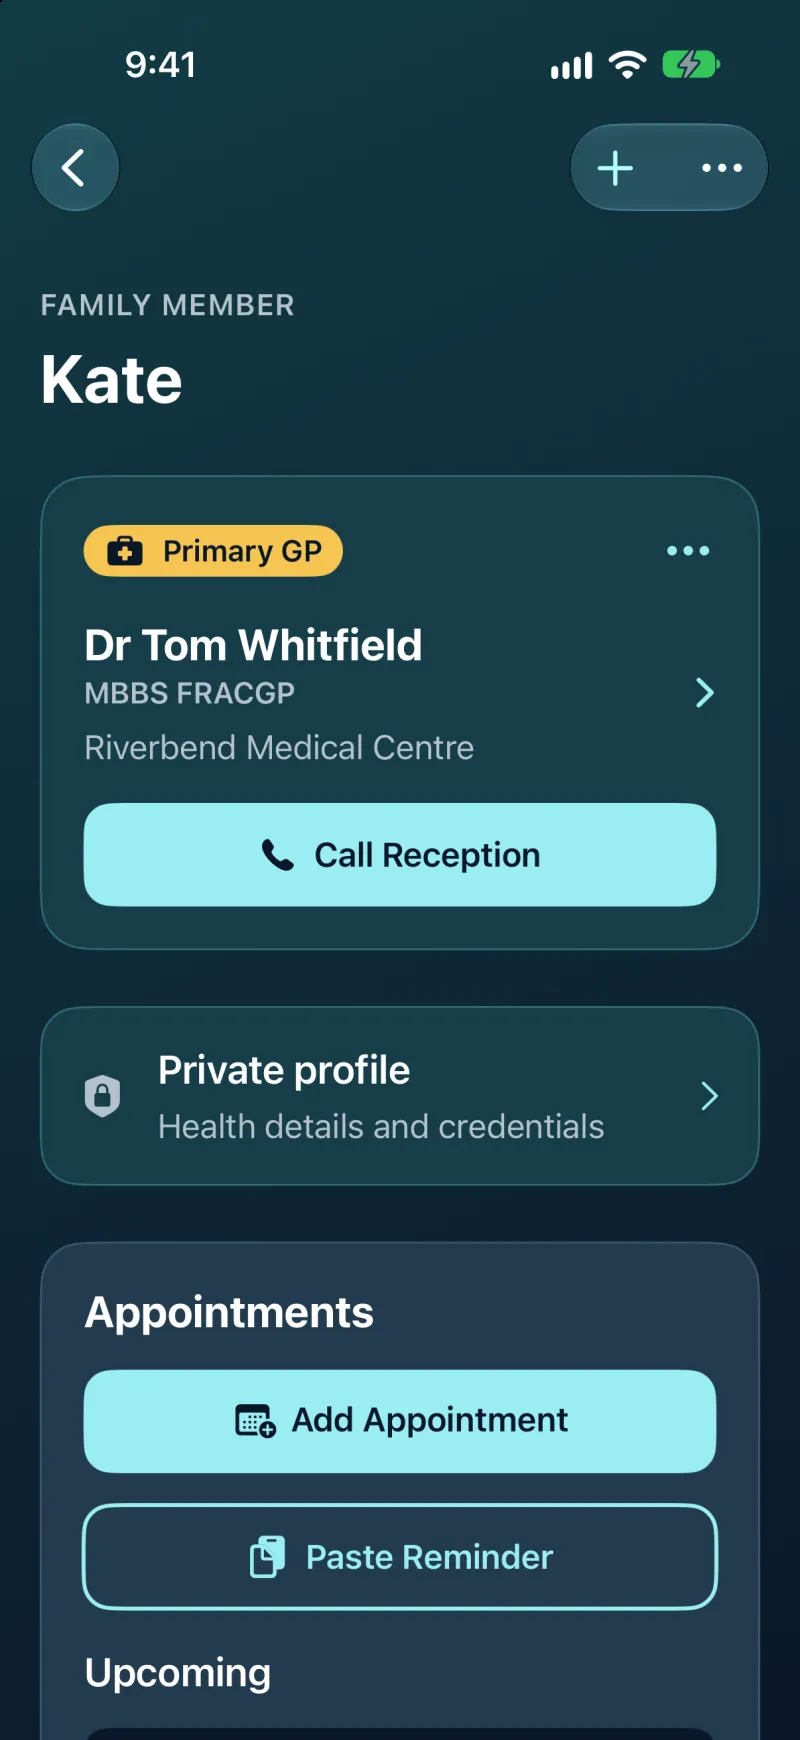 9:41
FAMILY MEMBER
Kate
Primary GP
Dr Tom Whitfield
MBBS FRACGP
Riverbend Medical Centre
Call Reception
Private profile
Health details and credentials
Appointments
Add Appointment
Paste Reminder
Upcoming